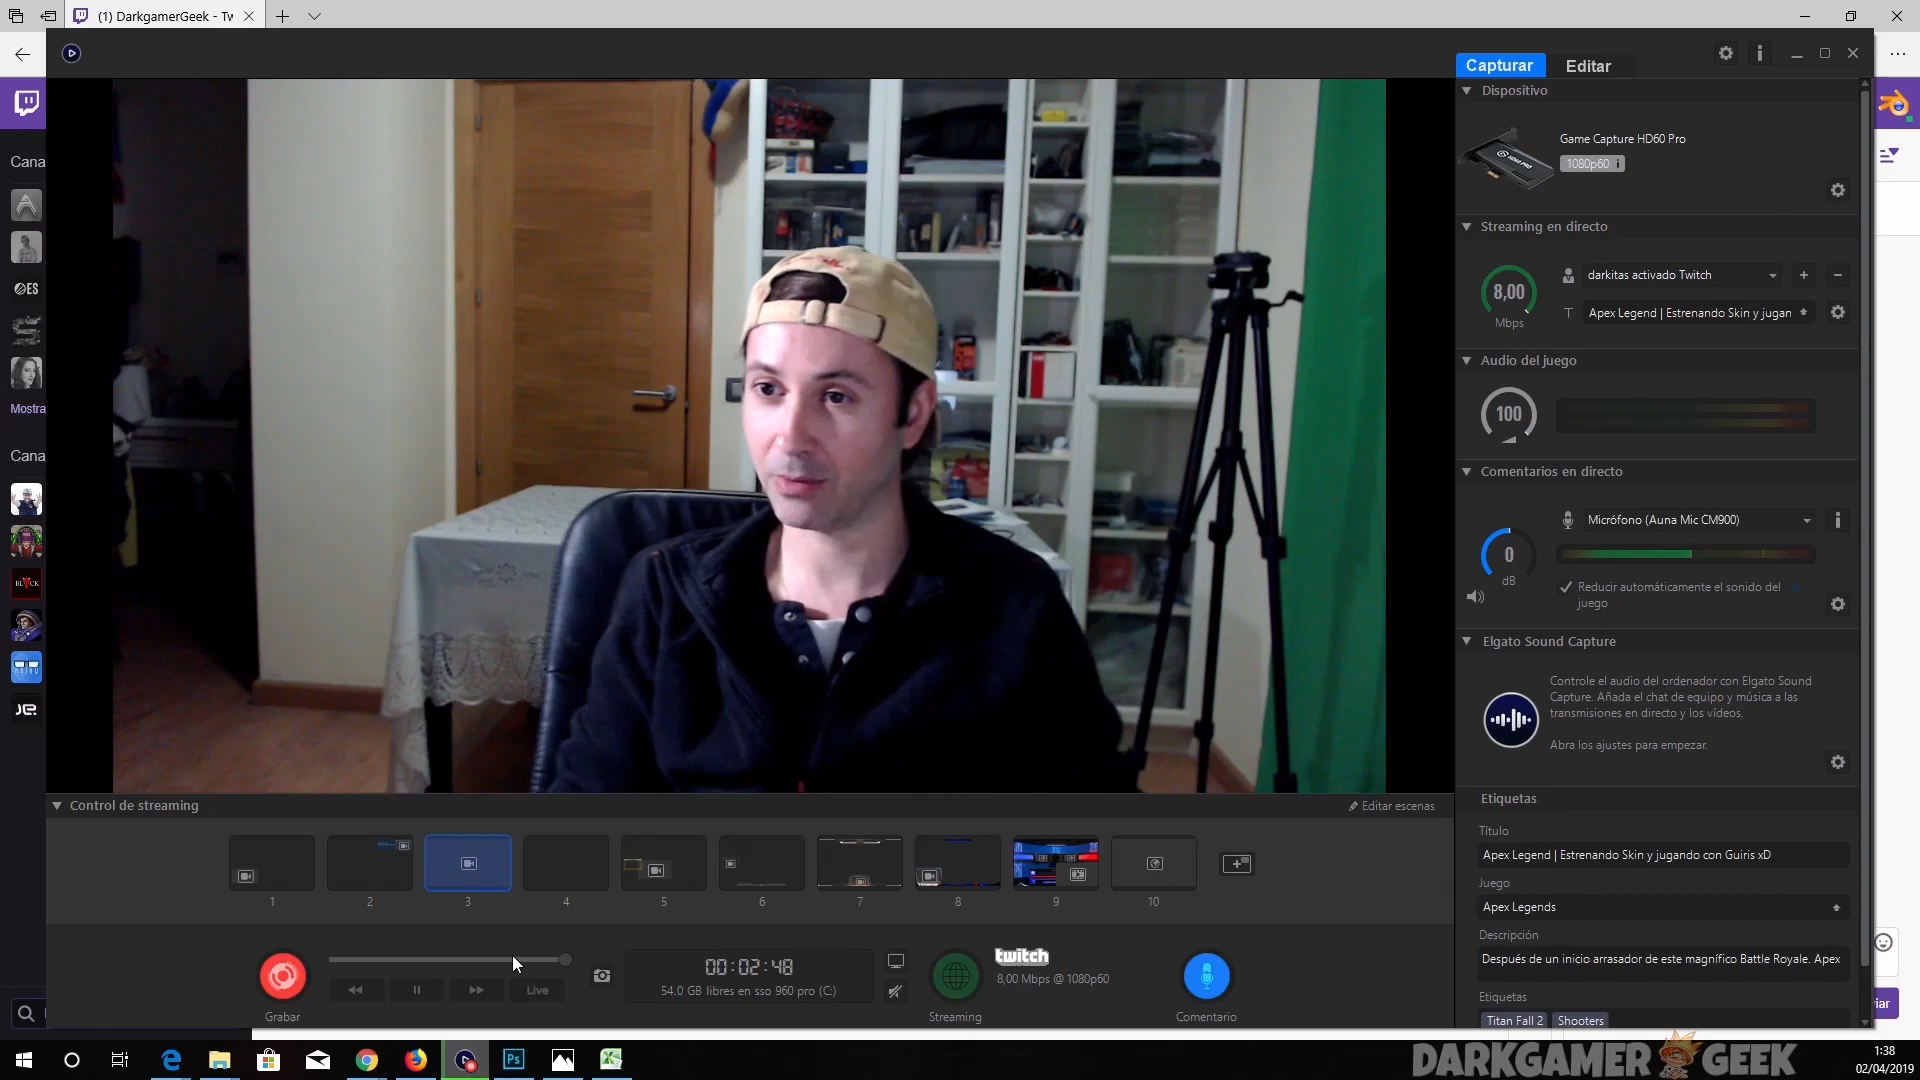 (1) DarkgamerGeek - Tw
Capturar
Editar
Dispositivo
Game Capture HD60 Pro
1080p60 i
Streaming en directo
8,00
Mbps
darkitas activado Twitch
Apex Legend | Estrenando Skin y jugan
Audio del juego
100
Comentarios en directo
Micrófono (Auna Mic CM900)
0
dB
Reducir automáticamente el sonido del
juego
Elgato Sound Capture
Controle el audio del ordenador con Elgato Sound
Capture. Añada el chat de equipo y música a las
transmisiones en directo y los vídeos.
Abra los ajustes para empezar.
Etiquetas
Título
Apex Legend | Estrenando Skin y jugando con Guiris xD
Juego
Apex Legends
Descripción
Después de un inicio arrasador de este magnífico Battle Royale. Apex
Etiquetas
Titan Fall 2
Shooters
Cana
ØES
Mostra
Cana
BLVCK
Control de streaming
Editar escenas
1
2
3
4
5
6
7
8
9
10
Grabar
Live
00:02:48
54.0 GB libres en sso 960 pro (C:)
Streaming
twitch
8,00 Mbps @ 1080p60
Comentario
iar
Ps
DARKGAMER GEEK
1:38
02/04/2019